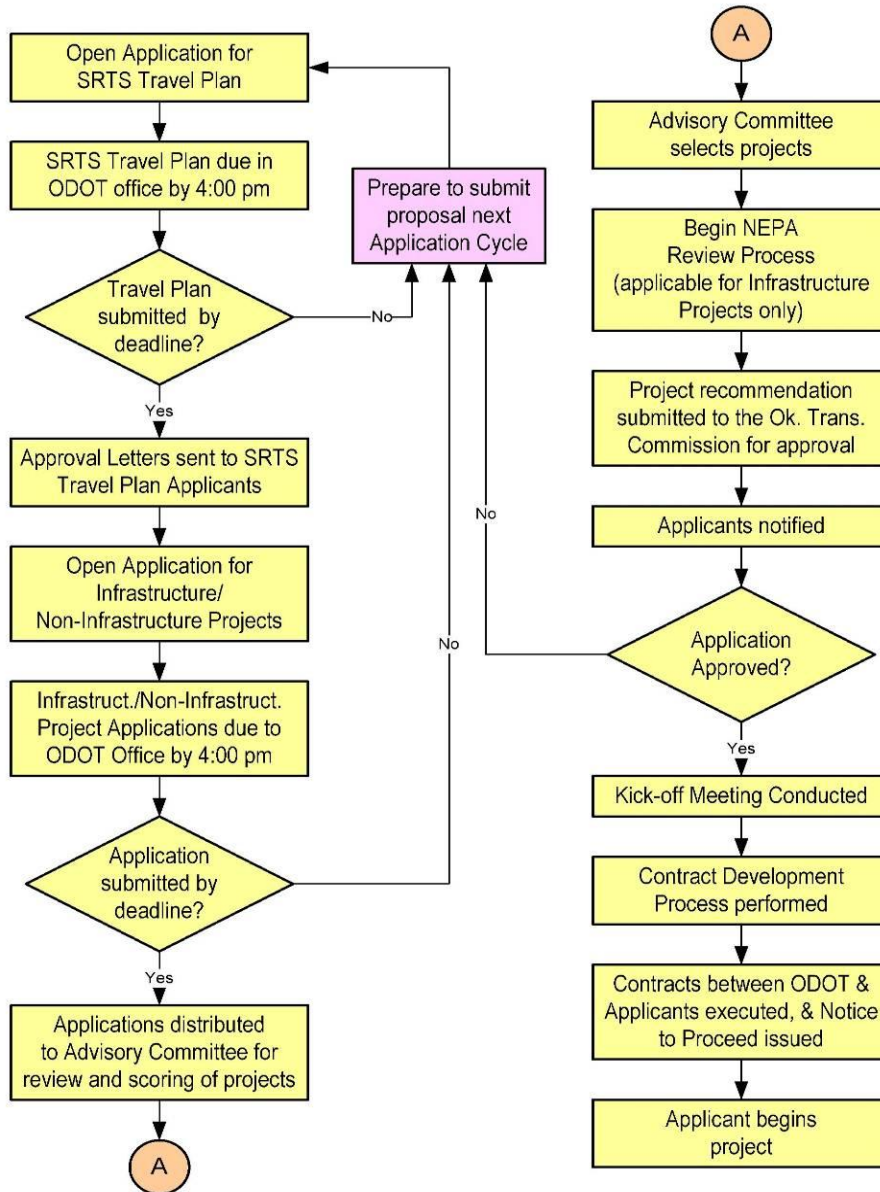 Open Application for
SRTS Travel Plan
SRTS Travel Plan due in
ODOT office by 4:00 pm
Travel Plan
submitted by
deadline?
No
Yes
Approval Letters sent to SRTS
Travel Plan Applicants
Open Application for
Infrastructure/
Non-Infrastructure Projects
Infrastruct./Non-Infrastruct.
Project Applications due to
ODOT Office by 4:00 pm
Application
submitted by
deadline?
No
Yes
Applications distributed
to Advisory Committee for
review and scoring of projects
A
Prepare to submit
proposal next
Application Cycle
A
Advisory Committee
selects projects
Begin NEPA
Review Process
(applicable for Infrastructure
Projects only)
Project recommendation
submitted to the Ok. Trans.
Commission for approval
Applicants notified
Application
Approved?
No
Yes
Kick-off Meeting Conducted
Contract Development
Process performed
Contracts between ODOT &
Applicants executed, & Notice
to Proceed issued
Applicant begins
project